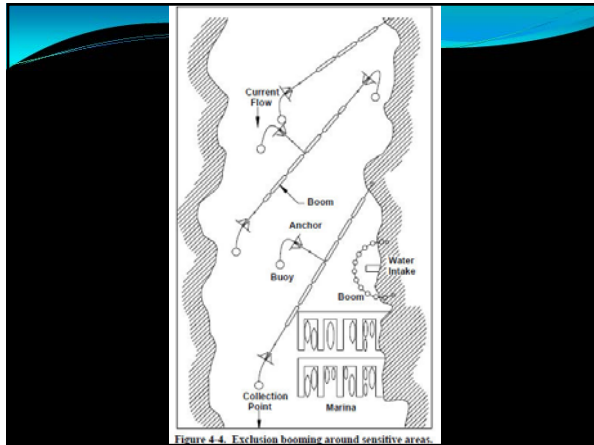 Current
Flow
Boom
Anchor
Buoy
Water
Intake
Boom
Collection
Point
Marina
Figure 4-4. Exclusion booming around sensitive areas.